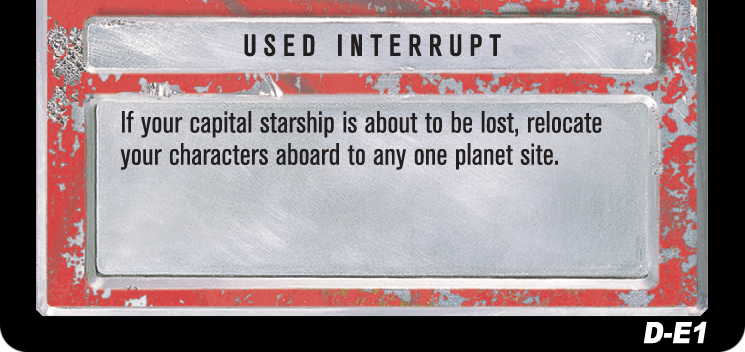 USED INTERRUPT
If your capital starship is about to be lost, relocate
your characters aboard to any one planet site.
D-E1